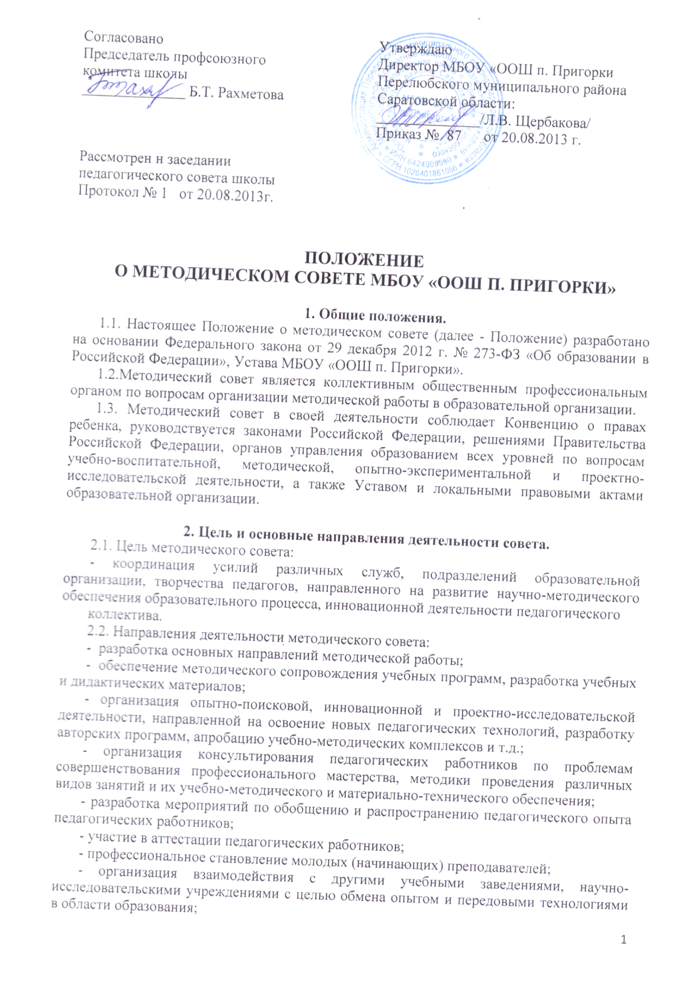 Согласовано
Председатель профсоюзного
комитета школы
Б.Т. Рахметова
Утверждаю
Директор МБОУ «ООШ п. Пригорки
Перелюбского муниципального района
Саратовской области:
/Л.В. Щербакова/
Приказ № 87 от 20.08.2013 г.
ИНН 6424009960
ОГРН 1026401861056
Рассмотрен н заседании
педагогического совета школы
Протокол № 1 от 20.08.2013г.
ПОЛОЖЕНИЕ
О МЕТОДИЧЕСКОМ СОВЕТЕ МБОУ «ООШ П. ПРИГОРКИ»
1. Общие положения.
1.1. Настоящее Положение о методическом совете (далее - Положение) разработано
на основании Федерального закона от 29 декабря 2012 г. № 273-ФЗ «Об образовании в
Российской Федерации», Устава МБОУ «ООШ п. Пригорки».
1.2.Методический совет является коллективным общественным профессиональным
органом по вопросам организации методической работы в образовательной организации.
1.3. Методический совет в своей деятельности соблюдает Конвенцию о правах
ребенка, руководствуется законами Российской Федерации, решениями Правительства
Российской Федерации, органов управления образованием всех уровней по вопросам
учебно-воспитательной, методической, опытно-экспериментальной и проектно-
исследовательской деятельности, а также Уставом и локальными правовыми актами
образовательной организации.
2. Цель и основные направления деятельности совета.
2.1. Цель методического совета:
- координация усилий различных служб, подразделений образовательной
организации, творчества педагогов, направленного на развитие научно-методического
обеспечения образовательного процесса, инновационной деятельности педагогического
коллектива.
2.2. Направления деятельности методического совета:
- разработка основных направлений методической работы;
- обеспечение методического сопровождения учебных программ, разработка учебных
и дидактических материалов;
- организация опытно-поисковой, инновационной и проектно-исследовательской
деятельности, направленной на освоение новых педагогических технологий, разработку
авторских программ, апробацию учебно-методических комплексов и т.д.;
- организация консультирования педагогических работников по проблемам
совершенствования профессионального мастерства, методики проведения различных
видов занятий и их учебно-методического и материально-технического обеспечения;
- разработка мероприятий по обобщению и распространению педагогического опыта
педагогических работников;
- участие в аттестации педагогических работников;
- профессиональное становление молодых (начинающих) преподавателей;
- организация взаимодействия с другими учебными заведениями, научно-
исследовательскими учреждениями с целью обмена опытом и передовыми технологиями
в области образования;
1